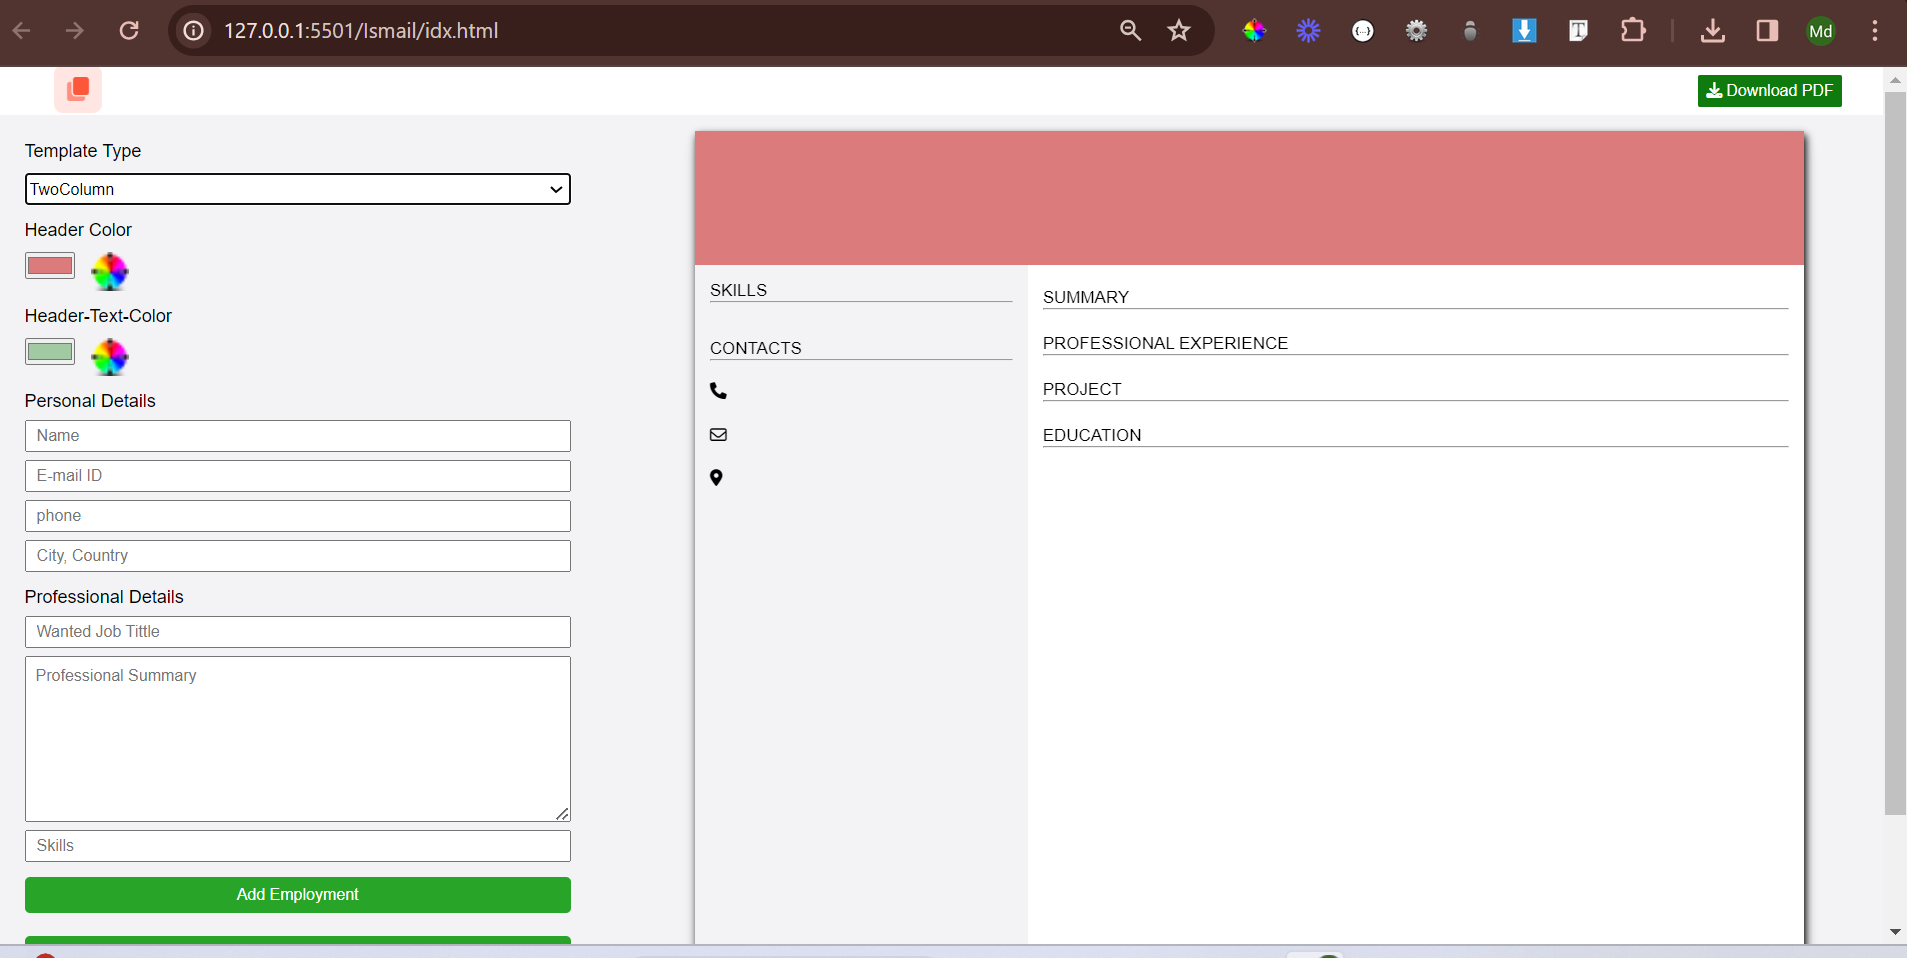 127.0.0.1:5501/Ismail/idx.html
Md
Download PDF
Template Type
TwoColumn
Header Color
Header-Text-Color
Personal Details
Name
E-mail ID
phone
City, Country
Professional Details
Wanted Job Tittle
Professional Summary
Skills
Add Employment
SKILLS
CONTACTS
SUMMARY
PROFESSIONAL EXPERIENCE
PROJECT
EDUCATION